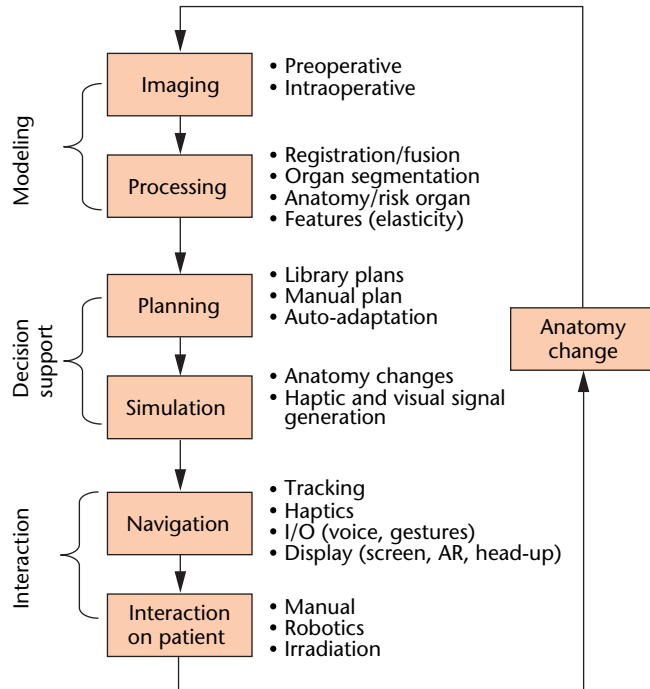 Imaging
• Preoperative
• Intraoperative
Modeling
Processing
• Registration/fusion
• Organ segmentation
• Anatomy/risk organ
• Features (elasticity)
Planning
• Library plans
• Manual plan
• Auto-adaptation
Decision
support
Simulation
• Anatomy changes
• Haptic and visual signal
generation
Anatomy
change
Navigation
• Tracking
• Haptics
• I/O (voice, gestures)
• Display (screen, AR, head-up)
Interaction
Interaction
on patient
• Manual
• Robotics
• Irradiation